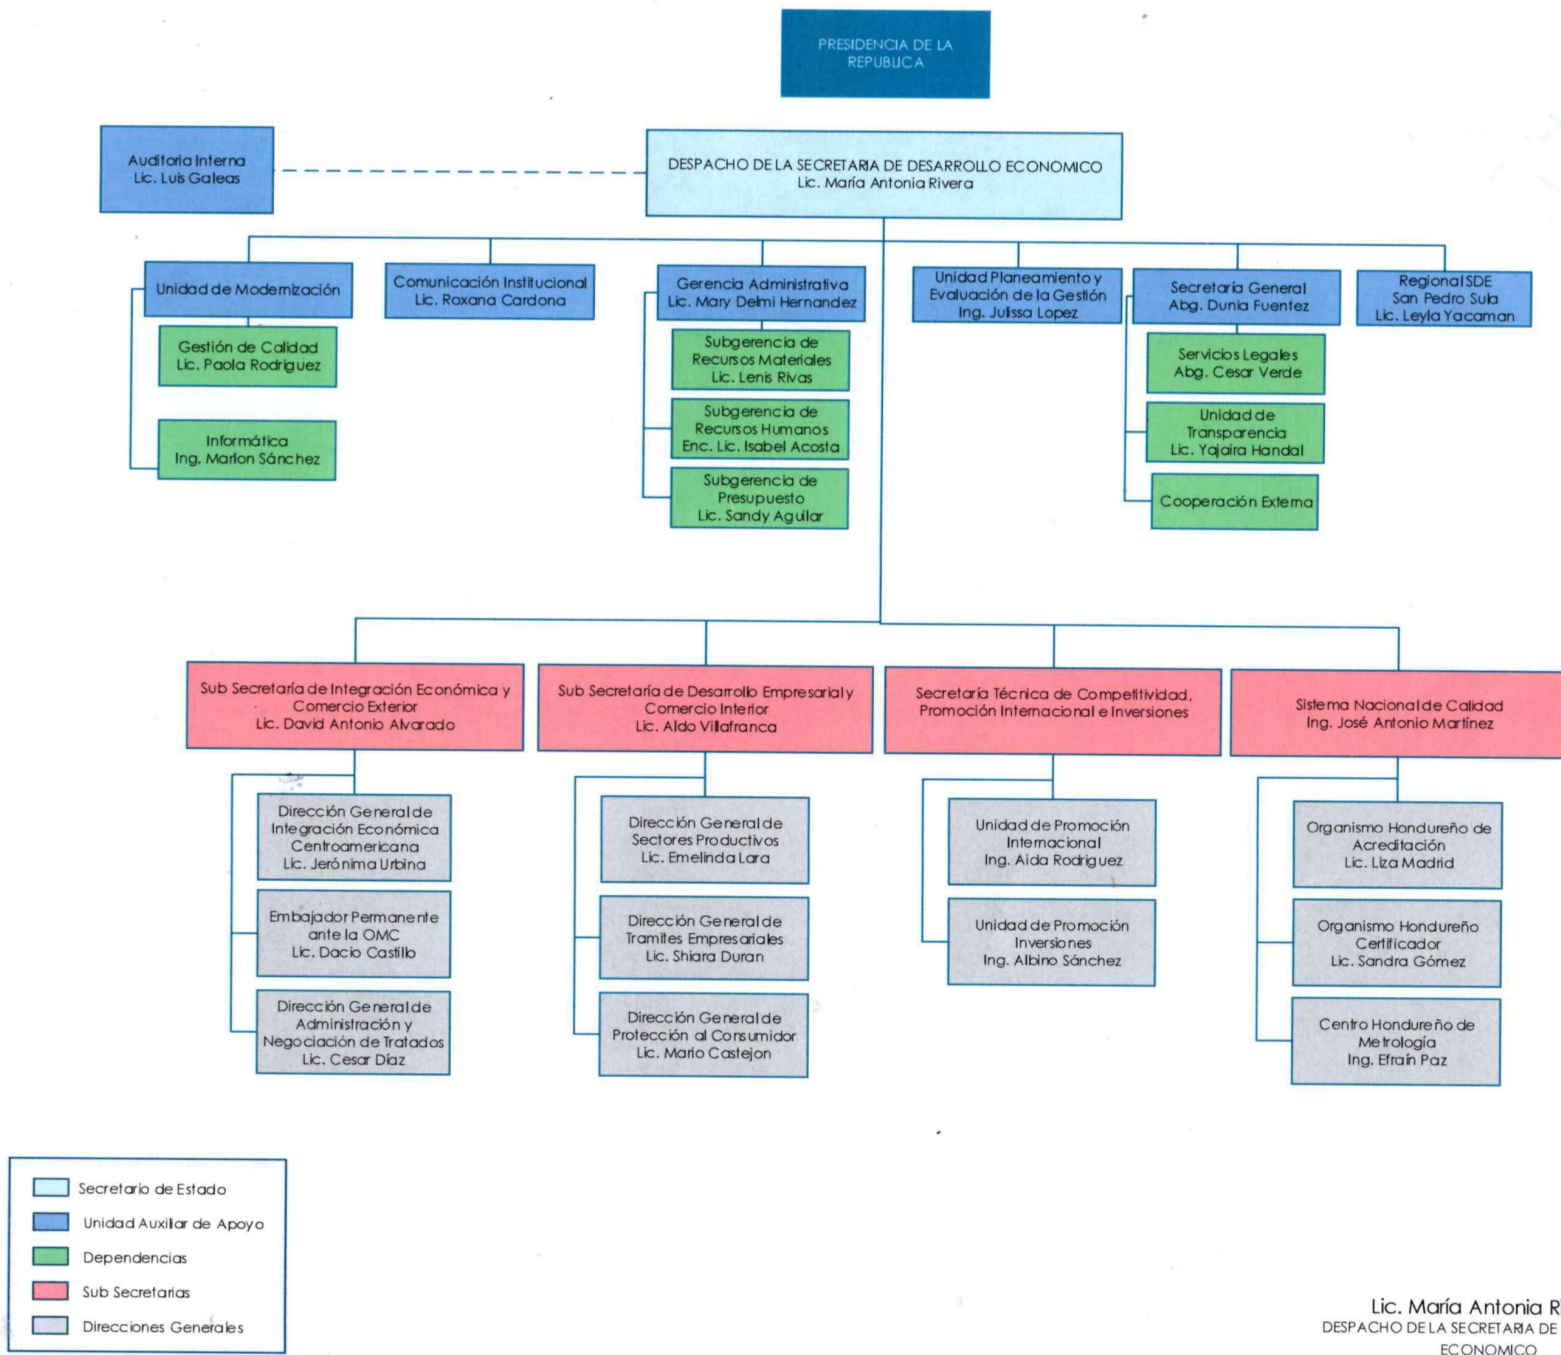 PRESIDENCIA DE LA
REPUBLICA
Auditoria Interna
Lic. Luis Galeas
DESPACHO DE LA SECRETARIA DE DESARROLLO ECONOMICO
Lic. María Antonia Rivera
Unidad de Modernización
Comunicación Institucional
Lic. Roxana Cardona
Gerencia Administrativa
Lic. Mary Delmi Hernandez
Unidad Planeamiento y
Evaluación de la Gestión
Ing. Julissa Lopez
Secretaría General
Abg. Dunia Fuentez
Regional SDE
San Pedro Sula
Lic. Leyla Yacaman
Gestión de Calidad
Lic. Paola Rodriguez
Informática
Ing. Marlon Sánchez
Subgerencia de
Recursos Materiales
Lic. Lenis Rivas
Subgerencia de
Recursos Humanos
Enc. Lic. Isabel Acosta
Subgerencia de
Presupuesto
Lic. Sandy Aguilar
Servicios Legales
Abg. Cesar Verde
Unidad de
Transparencia
Lic. Yajaira Handal
Cooperación Externa
Sub Secretaría de Integración Económica y
Comercio Exterior
Lic. David Antonio Alvarado
Sub Secretaría de Desarrollo Empresarial y
Comercio Interior
Lic. Aldo Villafranca
Secretaría Técnica de Competitividad,
Promoción Internacional e Inversiones
Sistema Nacional de Calidad
Ing. José Antonio Martínez
Dirección General de
Integración Económica
Centroamericana
Lic. Jerónima Urbina
Embajador Permanente
ante la OMC
Lic. Dacio Castillo
Dirección General de
Administración y
Negociación de Tratados
Lic. Cesar Díaz
Dirección General de
Sectores Productivos
Lic. Emelinda Lara
Dirección General de
Tramites Empresariales
Lic. Shiara Duran
Dirección General de
Protección al Consumidor
Lic. Mario Castejon
Unidad de Promoción
Internacional
Ing. Aida Rodriguez
Unidad de Promoción
Inversiones
Ing. Albino Sánchez
Organismo Hondureño de
Acreditación
Lic. Liza Madrid
Organismo Hondureño
Certificador
Lic. Sandra Gómez
Centro Hondureño de
Metrología
Ing. Efraín Paz
Secretario de Estado
Unidad Auxiliar de Apoyo
Dependencias
Sub Secretarias
Direcciones Generales
Lic. María Antonia
DESPACHO DE LA SECRETARIA DE
ECONOMICO